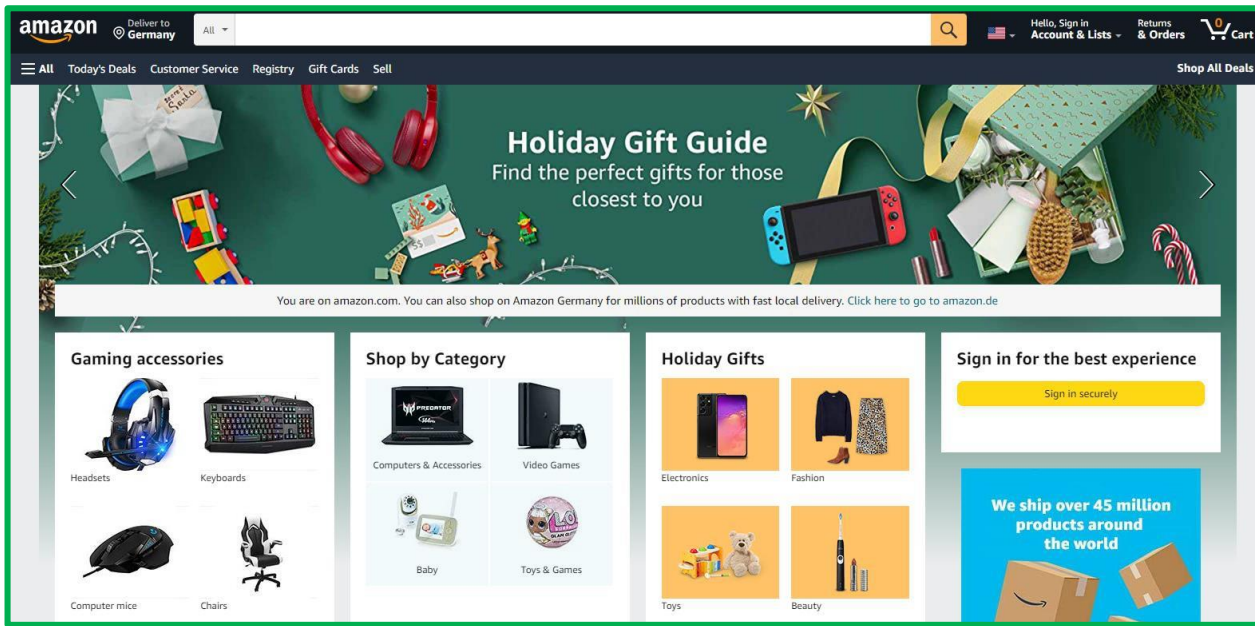 amazon
Deliver to
Germany
All
Hello, Sign in
Account & Lists
Returns
& Orders
0
Cart
All
Today's Deals
Customer Service
Registry
Gift Cards
Sell
Shop All Deals
secret
Santa
Holiday Gift Guide
Find the perfect gifts for those
closest to you
You are on amazon.com. You can also shop on Amazon Germany for millions of products with fast local delivery. Click here to go to amazon.de
Gaming accessories
Headsets
Keyboards
Computer mice
Chairs
Shop by Category
PREDATOR
Computers & Accessories
Video Games
Baby
Toys & Games
Holiday Gifts
Electronics
Fashion
Toys
Beauty
Sign in for the best experience
Sign in securely
We ship over 45 million
products around
the world